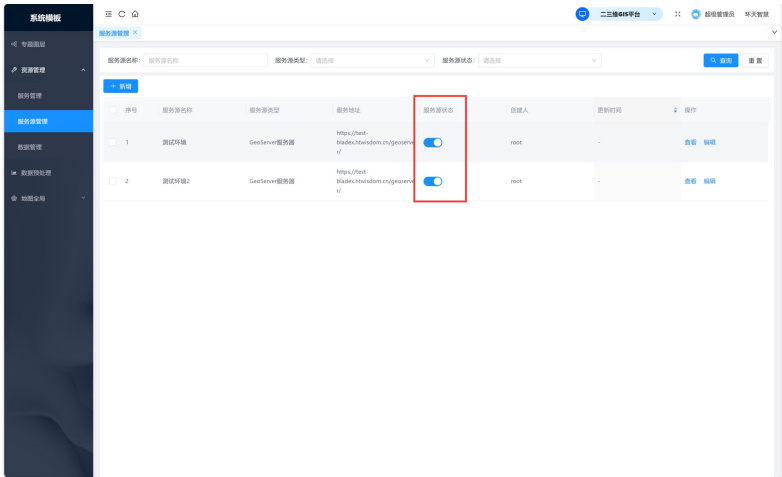 系统模板
二三维GIS平台
超级管理员
环天智慧
服务源管理 ×
专题图层
资源管理
服务管理
服务源管理
数据管理
数据预处理
地图全局
服务源名称: 服务源名称
服务源类型: 请选择
服务源状态: 请选择
查询
重置
+ 新增
序号 服务源名称 服务源类型 服务地址 服务源状态 创建人 更新时间 操作
1 测试环境 GeoServer服务器 https://test-bladex.htwisdom.cn/geoserver/ root - 查看 编辑
2 测试环境2 GeoServer服务器 https://test-bladex.htwisdom.cn/geoserver/ root - 查看 编辑